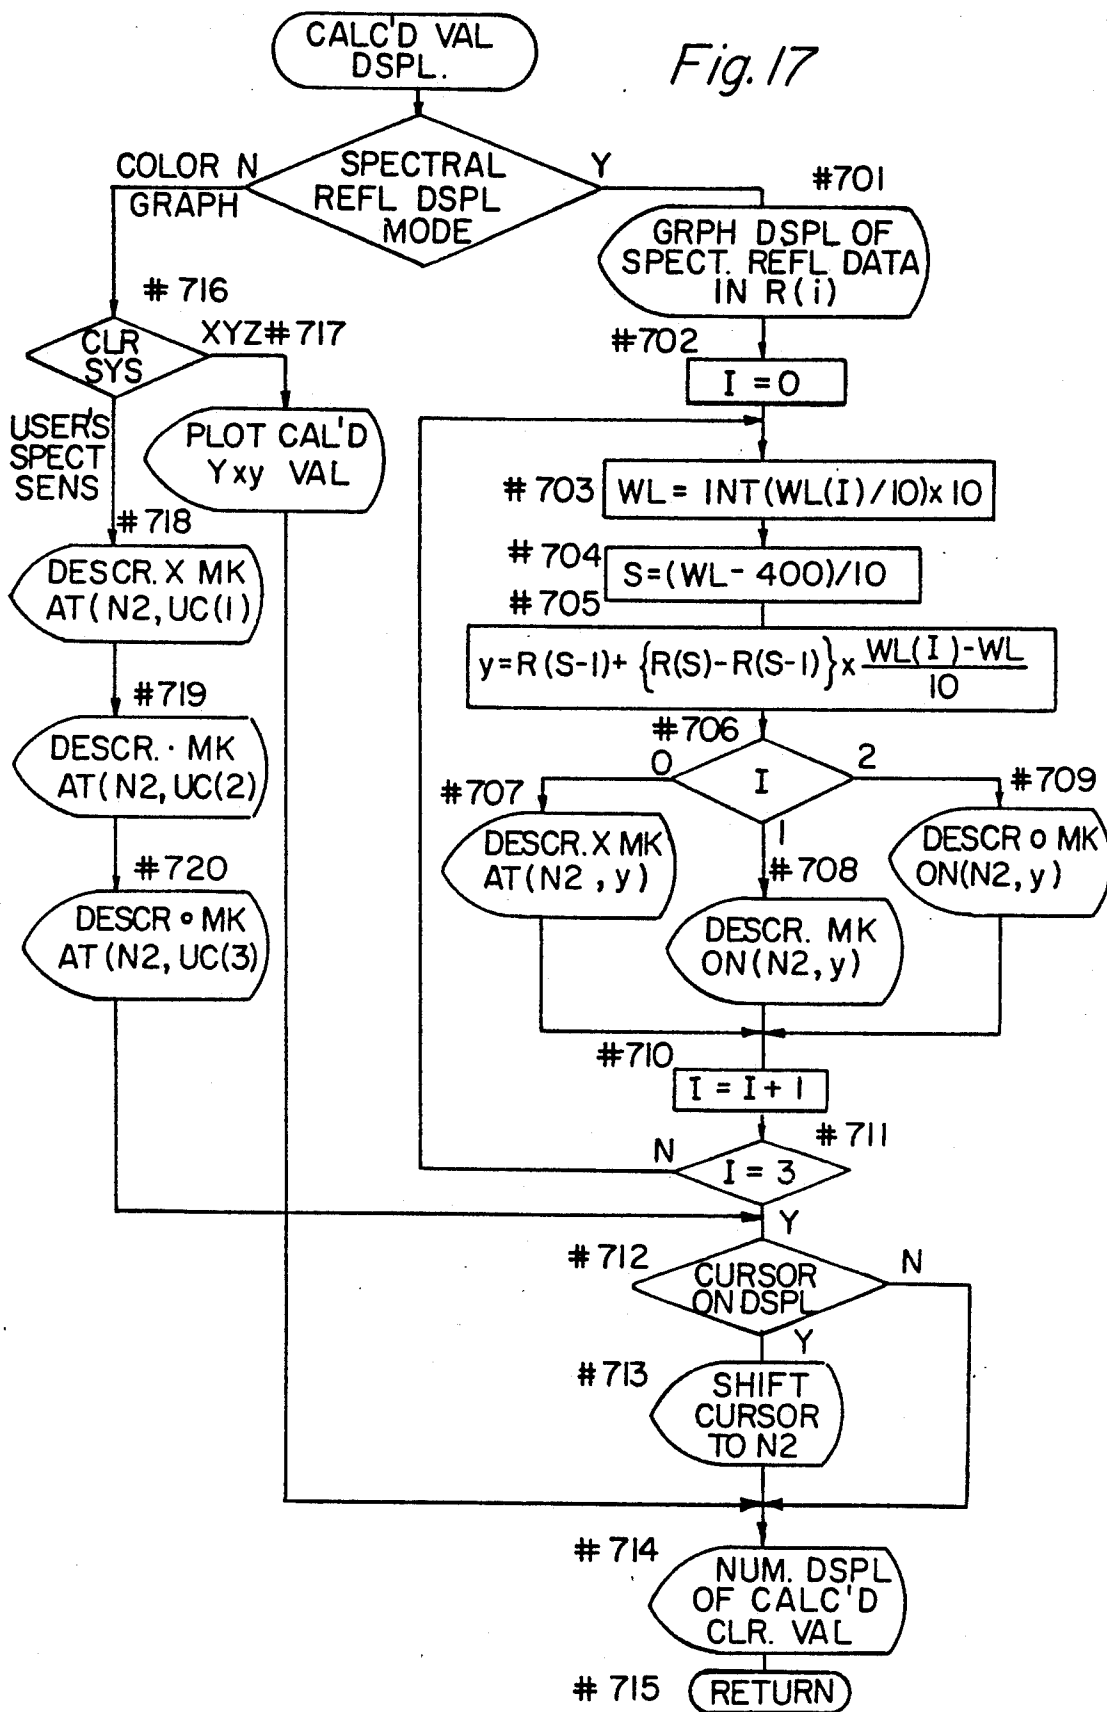 CALC'D VAL
DSPL.
Fig. 17
COLOR N
GRAPH
SPECTRAL
REFL DSPL
MODE
Y
#701
GRPH DSPL OF
SPECT. REFL DATA
IN R(i)
#716
CLR
SYS
XYZ#717
#702
I = 0
USER'S
SPECT
SENS
PLOT CAL'D
Yxy VAL
#703
WL = INT(WL(I)/10)×10
#718
#704
S=(WL-400)/10
DESCR. X MK
AT(N2, UC(1)
#705
y=R(S-1)+ {R(S)-R(S-1)} × WL(I)-WL
10
#719
DESCR. · MK
AT(N2, UC(2)
#706
0
I
2
1
#707
DESCR. X MK
AT(N2, y)
#708
DESCR. MK
ON(N2, y)
#709
DESCR o MK
ON(N2, y)
#720
DESCR o MK
AT(N2, UC(3)
#710
I = I + 1
#711
N
I = 3
Y
#712
CURSOR
ON DSPL
N
Y
#713
SHIFT
CURSOR
TO N2
#714
NUM. DSPL
OF CALC'D
CLR. VAL
#715
RETURN